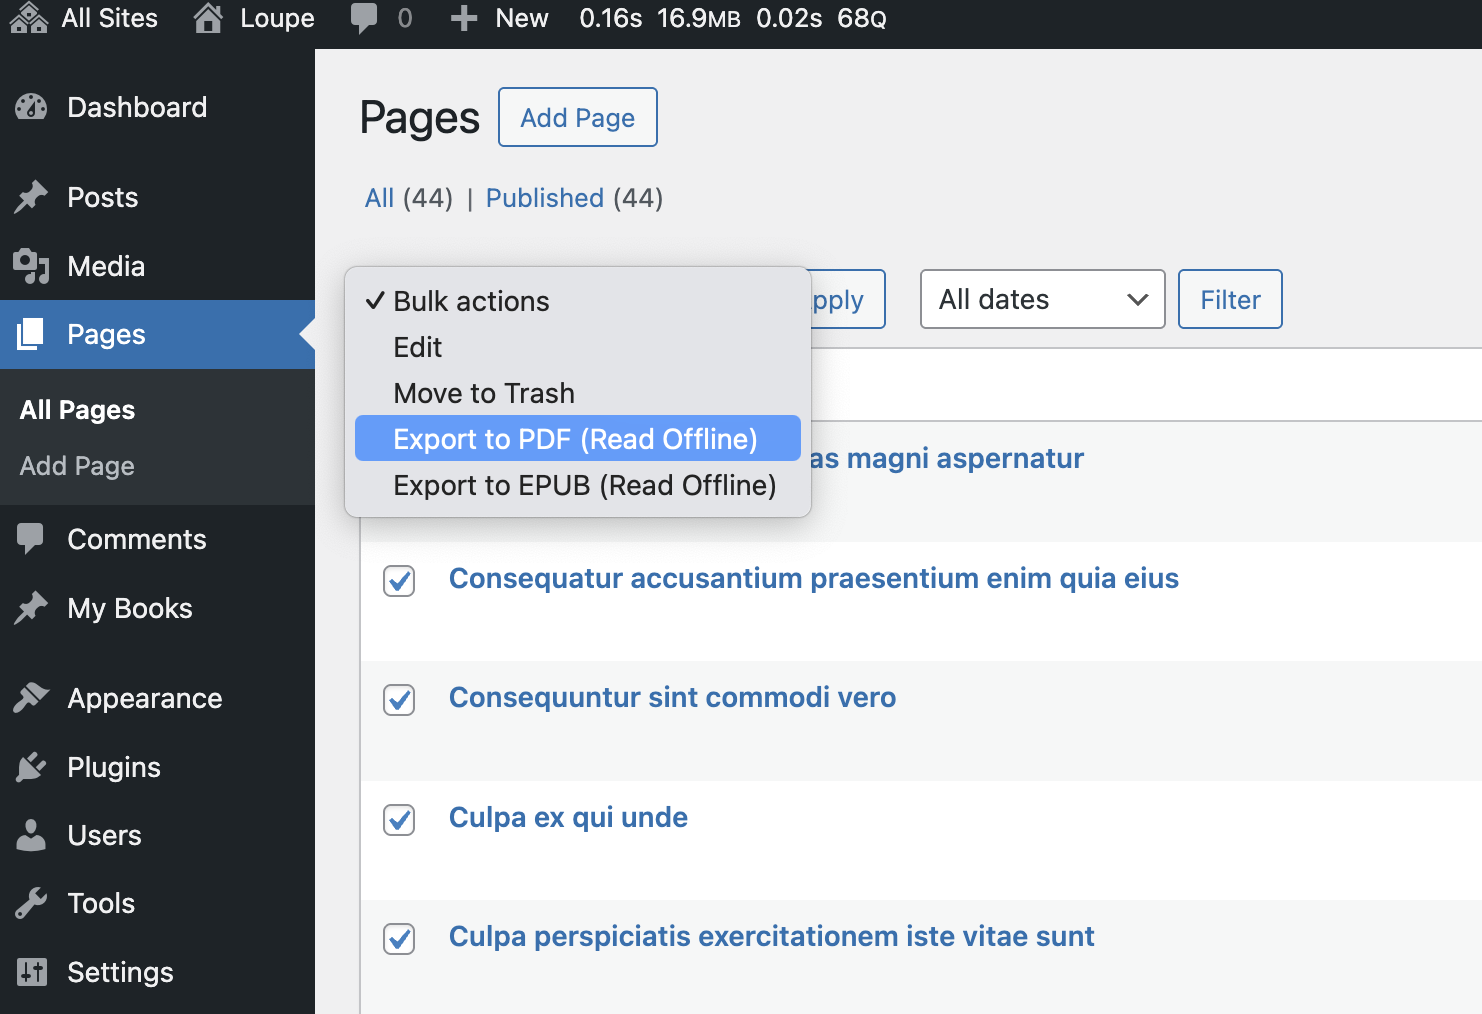 All Sites Loupe 0 New 0.16s 16.9MB 0.02s 68Q
Dashboard
Posts
Media
Pages
All Pages
Add Page
Comments
My Books
Appearance
Plugins
Users
Tools
Settings
Pages Add Page
All (44) | Published (44)
Bulk actions
Edit
Move to Trash
Export to PDF (Read Offline)
Export to EPUB (Read Offline)
All dates Filter
magni aspernatur
Consequatur accusantium praesentium enim quia eius
Consequuntur sint commodi vero
Culpa ex qui unde
Culpa perspiciatis exercitationem iste vitae sunt